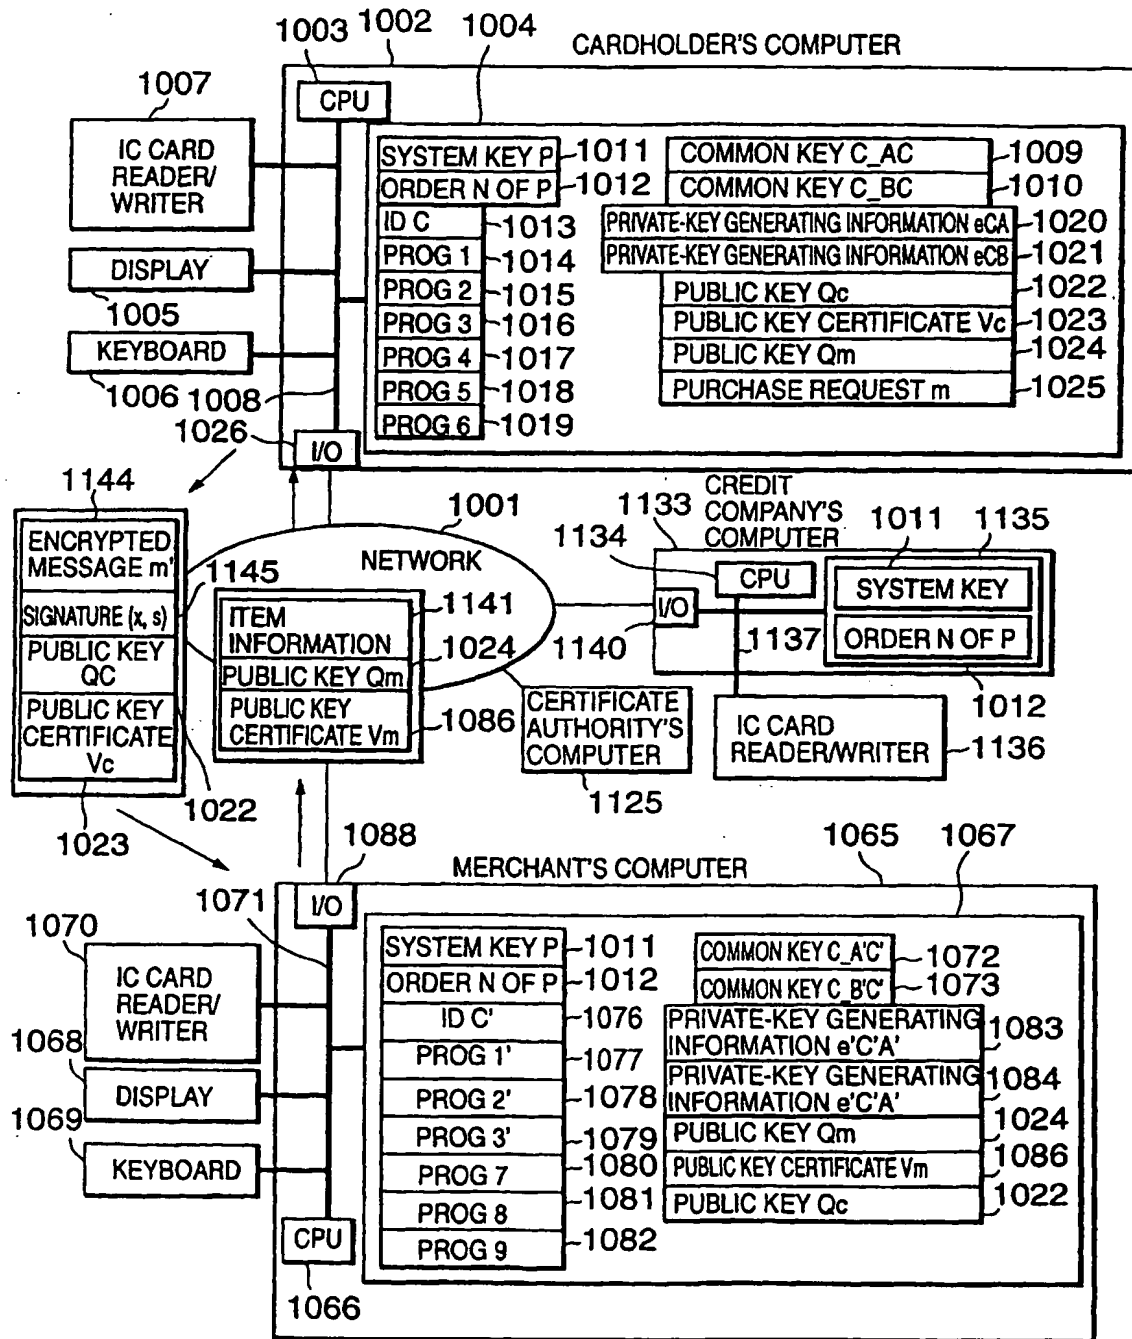 1003
1002
1004
CARDHOLDER'S COMPUTER
1007
CPU
IC CARD
READER/
WRITER
SYSTEM KEY P
1011
ORDER N OF P
1012
ID C
1013
PROG 1
1014
PROG 2
1015
PROG 3
1016
PROG 4
1017
PROG 5
1018
PROG 6
1019
COMMON KEY C_AC
1009
COMMON KEY C_BC
1010
PRIVATE-KEY GENERATING INFORMATION eCA
1020
PRIVATE-KEY GENERATING INFORMATION eCB
1021
PUBLIC KEY Qc
1022
PUBLIC KEY CERTIFICATE Vc
1023
PUBLIC KEY Qm
1024
PURCHASE REQUEST m
1025
DISPLAY
1005
KEYBOARD
1006
1008
1026
I/O
1144
ENCRYPTED
MESSAGE m'
1145
SIGNATURE (x, s)
PUBLIC KEY
QC
PUBLIC KEY
CERTIFICATE
Vc
1022
1023
1001
NETWORK
ITEM
INFORMATION
1141
PUBLIC KEY Qm
1024
PUBLIC KEY
CERTIFICATE Vm
1086
CREDIT
COMPANY'S
COMPUTER
1133
1134
1011
1135
CPU
I/O
SYSTEM KEY
ORDER N OF P
1140
1137
1012
IC CARD
READER/WRITER
1136
CERTIFICATE
AUTHORITY'S
COMPUTER
1125
1088
MERCHANT'S COMPUTER
1065
1067
1071
I/O
1070
IC CARD
READER/
WRITER
1068
DISPLAY
1069
KEYBOARD
CPU
1066
SYSTEM KEY P
1011
ORDER N OF P
1012
ID C'
1076
PROG 1'
1077
PROG 2'
1078
PROG 3'
1079
PROG 7
1080
PROG 8
1081
PROG 9
1082
COMMON KEY C_A'C'
1072
COMMON KEY C_B'C'
1073
PRIVATE-KEY GENERATING
INFORMATION e'C'A'
1083
PRIVATE-KEY GENERATING
INFORMATION e'C'A'
1084
PUBLIC KEY Qm
1024
PUBLIC KEY CERTIFICATE Vm
1086
PUBLIC KEY Qc
1022